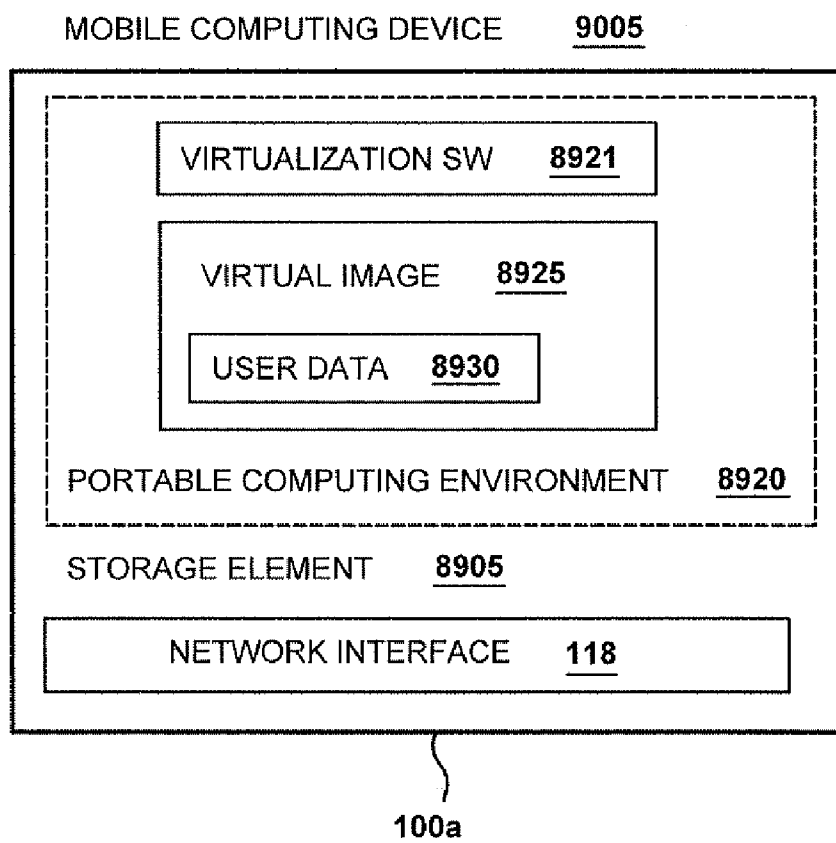 MOBILE COMPUTING DEVICE 9005
VIRTUALIZATION SW 8921
VIRTUAL IMAGE 8925
USER DATA 8930
PORTABLE COMPUTING ENVIRONMENT 8920
STORAGE ELEMENT 8905
NETWORK INTERFACE 118
100a